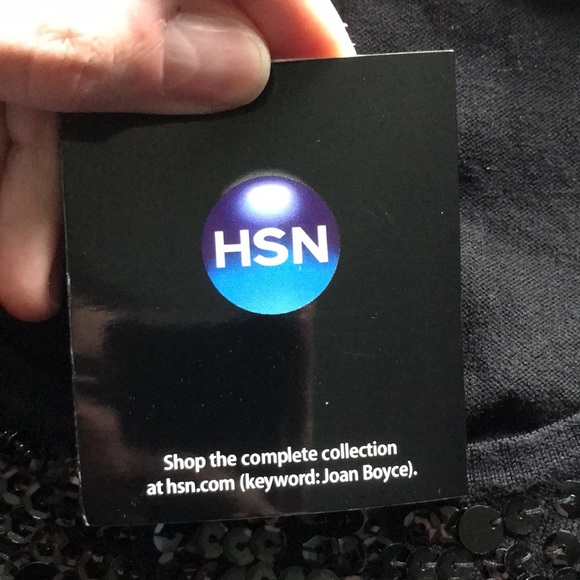 HSN
Shop the complete collection
at hsn.com (keyword: Joan Boyce).